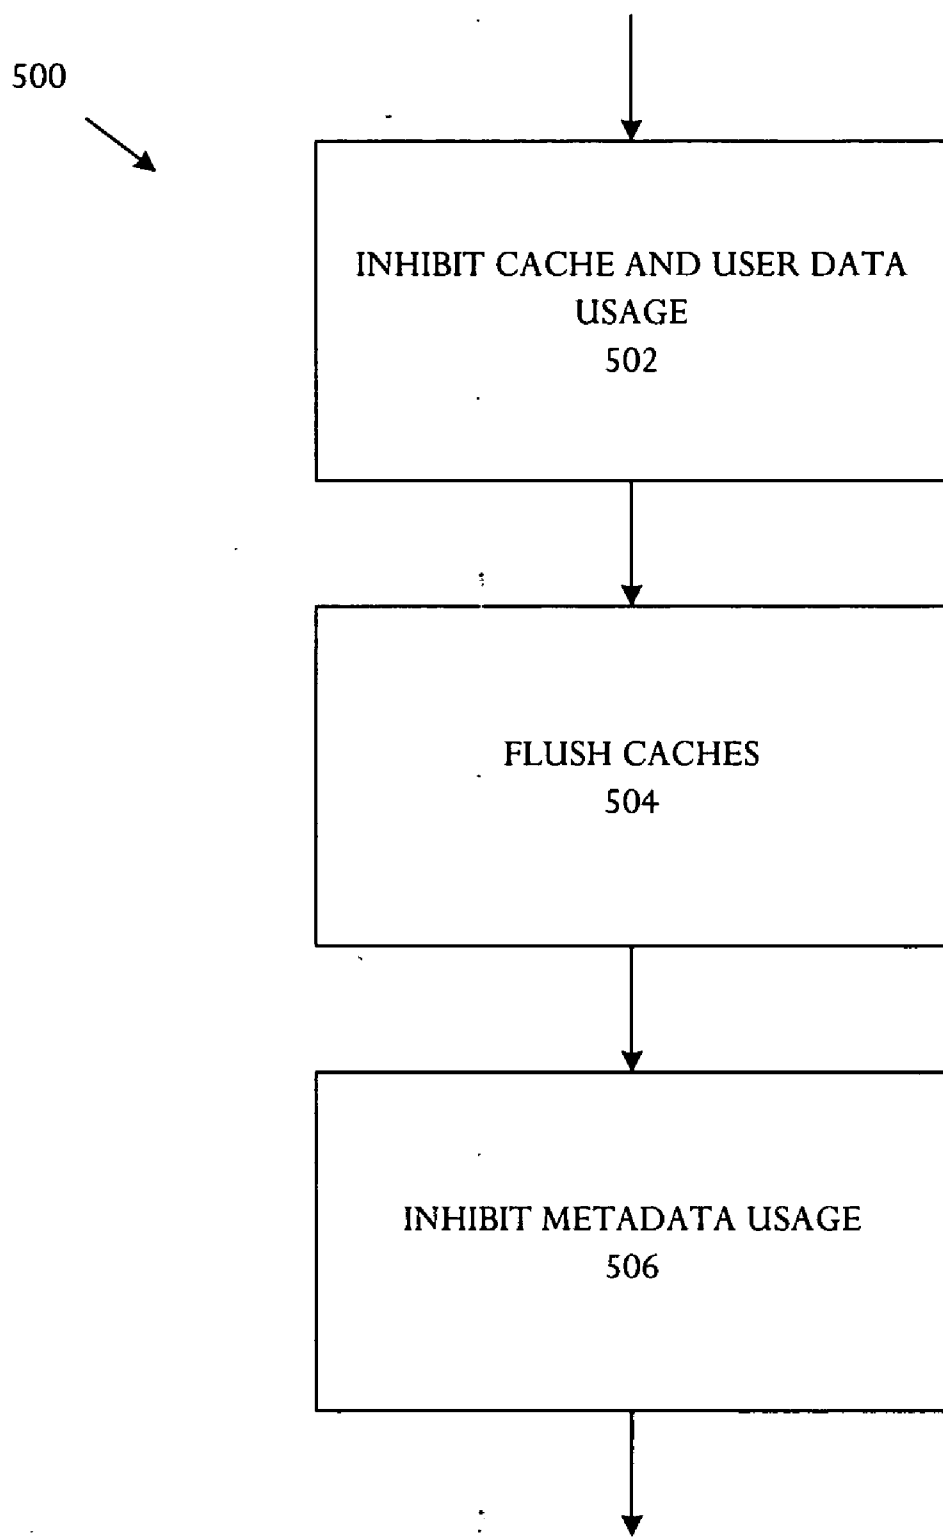 500
INHIBIT CACHE AND USER DATA
USAGE
502
FLUSH CACHES
504
INHIBIT METADATA USAGE
506